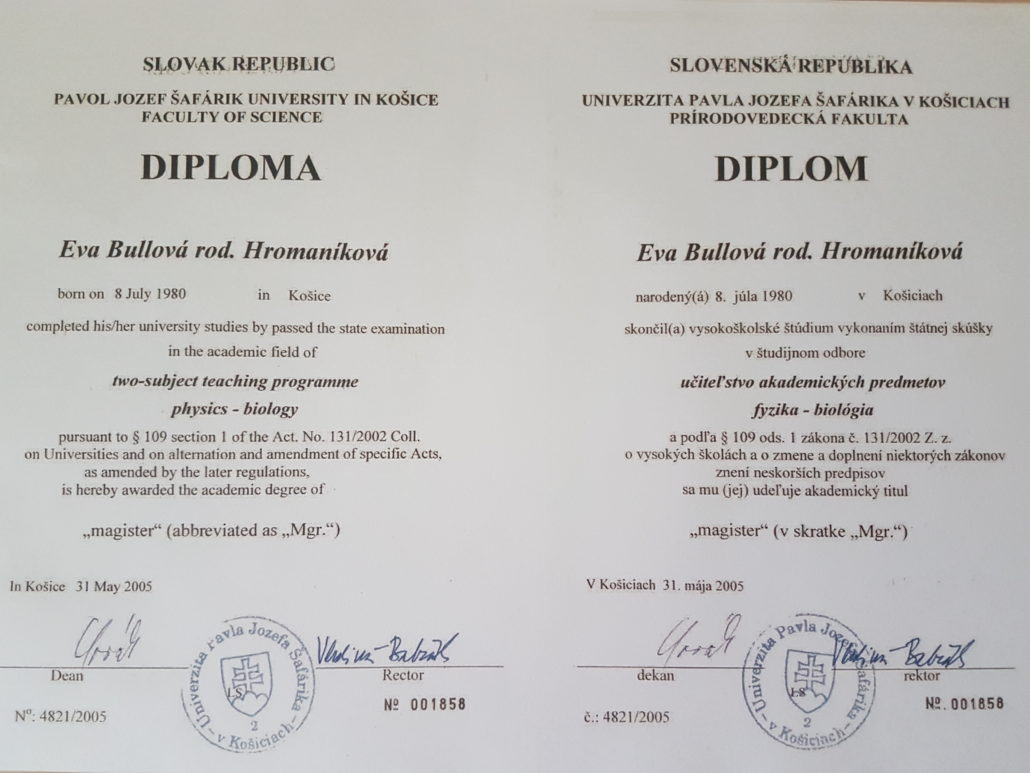 SLOVAK REPUBLIC
PAVOL JOZEF ŠAFÁRIK UNIVERSITY IN KOŠICE
FACULTY OF SCIENCE
DIPLOMA
Eva Bullová rod. Hromaníková
born on 8 July 1980 in Košice
completed his/her university studies by passed the state examination
in the academic field of
two-subject teaching programme
physics - biology
pursuant to § 109 section 1 of the Act. No. 131/2002 Coll.
on Universities and on alternation and amendment of specific Acts,
as amended by the later regulations,
is hereby awarded the academic degree of
„magister“ (abbreviated as „Mgr.“)
In Košice 31 May 2005
Dean
Rector
Univerzita Pavla Jozefa Šafárika
v Košiciach
LS
2
Nº: 4821/2005
Nº 001858
SLOVENSKÁ REPUBLIKA
UNIVERZITA PAVLA JOZEFA ŠAFÁRIKA V KOŠICIACH
PRÍRODOVEDECKÁ FAKULTA
DIPLOM
Eva Bullová rod. Hromaníková
narodený(á) 8. júla 1980 v Košiciach
skončil(a) vysokoškolské štúdium vykonaním štátnej skúšky
v študijnom odbore
učiteľstvo akademických predmetov
fyzika - biológia
a podľa § 109 ods. 1 zákona č. 131/2002 Z. z.
o vysokých školách a o zmene a doplnení niektorých zákonov
znení neskorších predpisov
sa mu (jej) udeľuje akademický titul
„magister“ (v skratke „Mgr.“)
V Košiciach 31. mája 2005
dekan
rektor
Univerzita Pavla Jozefa Šafárika
v Košiciach
LS
2
č.: 4821/2005
Nº. 001858